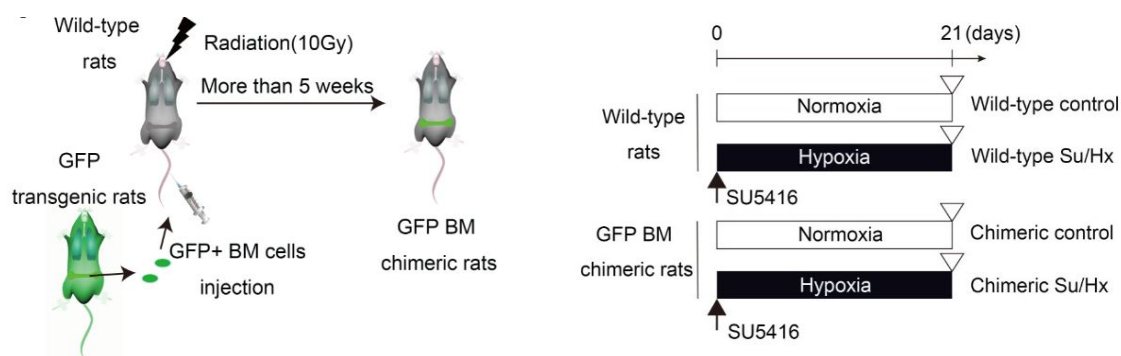 Wild-type
rats
Radiation(10Gy)
More than 5 weeks
GFP
transgenic rats
GFP+ BM cells
injection
GFP BM
chimeric rats
0
21 (days)
Wild-type
rats
Normoxia
Wild-type control
Hypoxia
Wild-type Su/Hx
SU5416
GFP BM
chimeric rats
Normoxia
Chimeric control
Hypoxia
Chimeric Su/Hx
SU5416